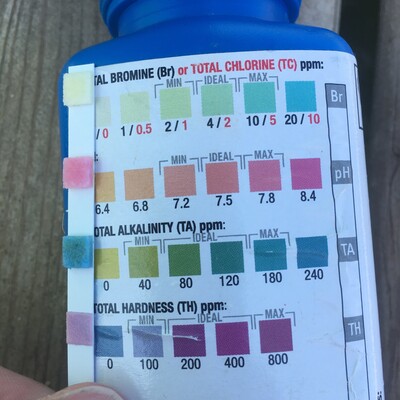 TAL BROMINE (Br) or TOTAL CHLORINE (TC) ppm:
MIN IDEAL MAX
/ 0 1 / 0.5 2 / 1 4 / 2 10 / 5 20 / 10
Br
:
MIN IDEAL MAX
6.4 6.8 7.2 7.5 7.8 8.4
pH
OTAL ALKALINITY (TA) ppm:
MIN IDEAL MAX
0 40 80 120 180 240
TA
TOTAL HARDNESS (TH) ppm:
MIN IDEAL MAX
0 100 200 400 800
TH